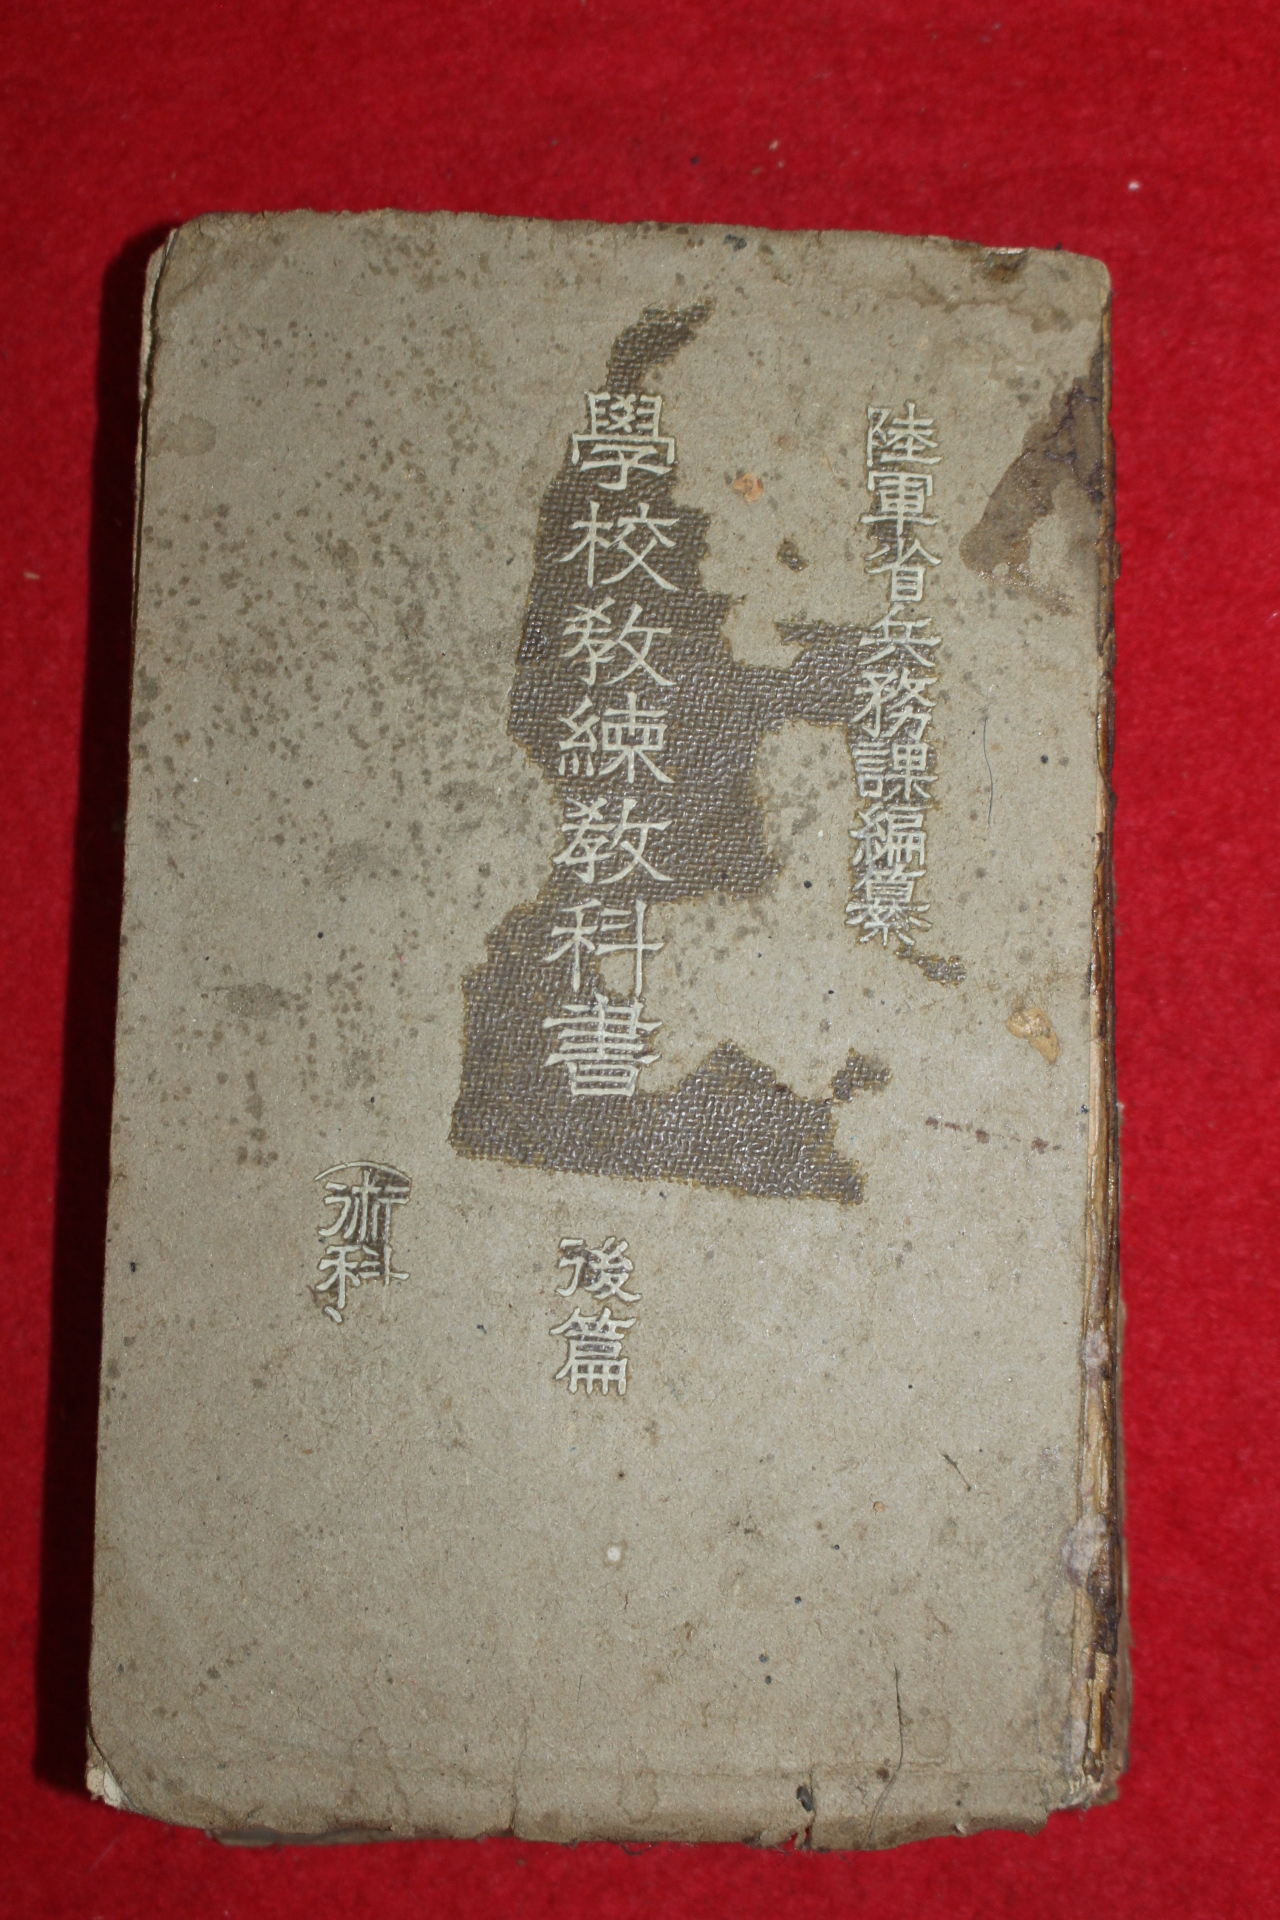 陸軍省兵務課編纂
學校教練教科書
後篇
(術科)